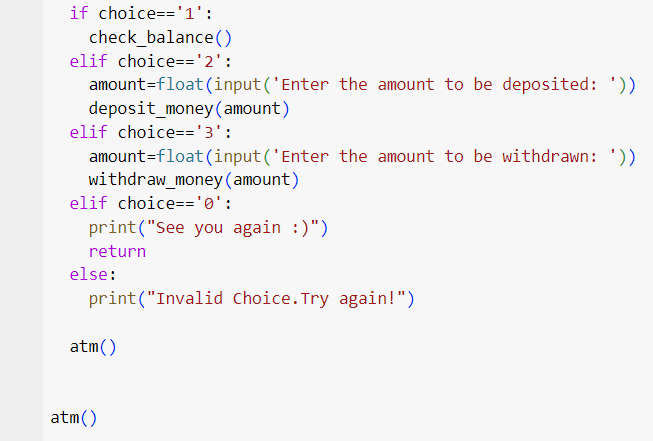 if choice=='1':
check_balance()
elif choice=='2':
amount=float(input('Enter the amount to be deposited: '))
deposit_money(amount)
elif choice=='3':
amount=float(input('Enter the amount to be withdrawn: '))
withdraw_money(amount)
elif choice=='0':
print("See you again :)")
return
else:
print("Invalid Choice.Try again!")
atm()
atm()